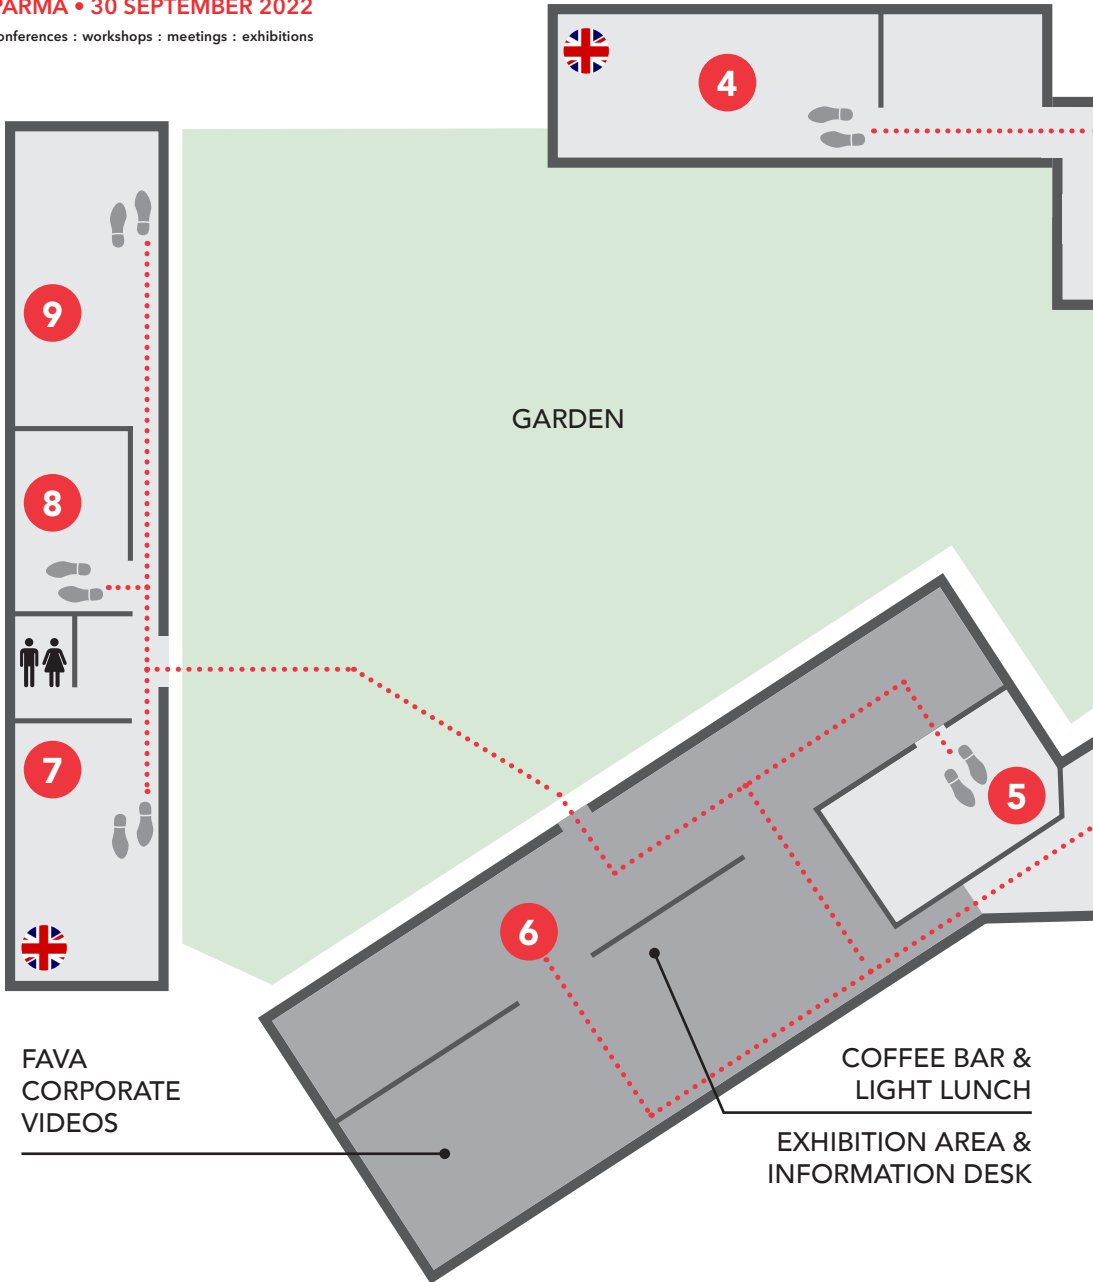 PARMA • 30 SEPTEMBER 2022
onferences : workshops : meetings : exhibitions
4
9
GARDEN
8
7
5
6
FAVA
CORPORATE
VIDEOS
COFFEE BAR &
LIGHT LUNCH
EXHIBITION AREA &
INFORMATION DESK